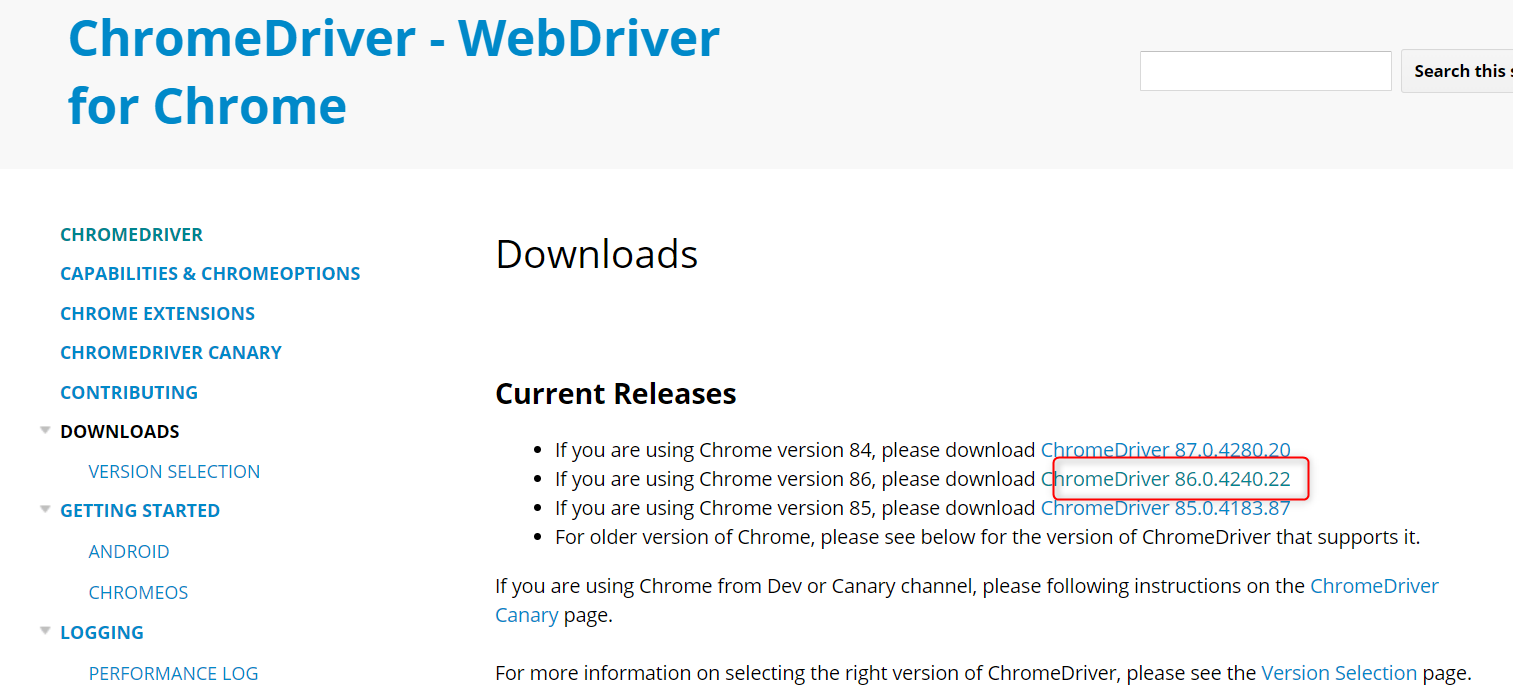 ChromeDriver - WebDriver
for Chrome
Search this s
CHROMEDRIVER
CAPABILITIES & CHROMEOPTIONS
CHROME EXTENSIONS
CHROMEDRIVER CANARY
CONTRIBUTING
DOWNLOADS
VERSION SELECTION
GETTING STARTED
ANDROID
CHROMEOS
LOGGING
PERFORMANCE LOG
Downloads
Current Releases
If you are using Chrome version 84, please download ChromeDriver 87.0.4280.20
If you are using Chrome version 86, please download ChromeDriver 86.0.4240.22
If you are using Chrome version 85, please download ChromeDriver 85.0.4183.87
For older version of Chrome, please see below for the version of ChromeDriver that supports it.
If you are using Chrome from Dev or Canary channel, please following instructions on the ChromeDriver
Canary page.
For more information on selecting the right version of ChromeDriver, please see the Version Selection page.